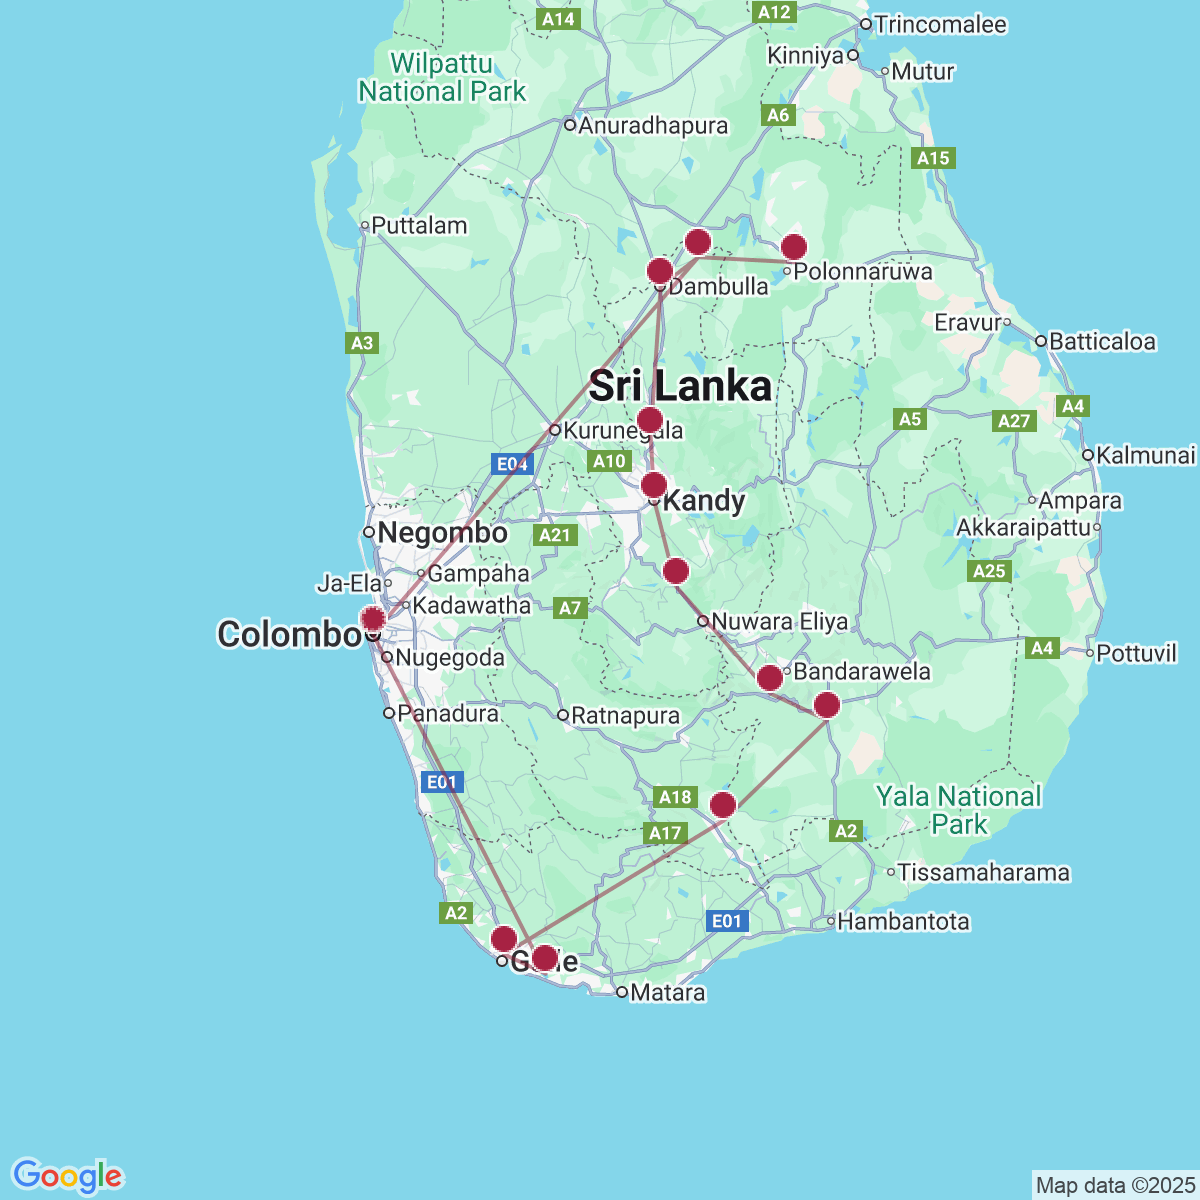 A14
A12
Trincomalee
Kinniya
Mutur
Wilpattu
National Park
A6
Anuradhapura
A15
Puttalam
Polonnaruwa
Dambulla
Eravur
Batticaloa
A3
Sri Lanka
A4
A5
A27
Kurunegala
E04
A10
Kalmunai
Kandy
Ampara
Negombo
A21
Akkaraipattu
Ja-Ela
Gampaha
A25
Kadawatha
A7
Nuwara Eliya
Colombo
Nugegoda
A4
Pottuvil
Bandarawela
Panadura
Ratnapura
E01
A18
Yala National
Park
A17
A2
Tissamaharama
A2
E01
Hambantota
Matara
Google
Map data ©2025